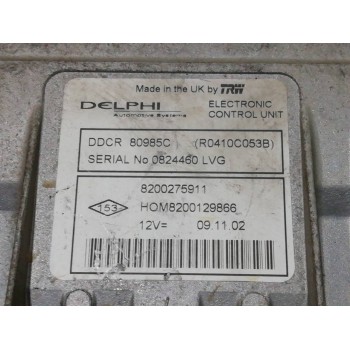 Made in the UK by TRW
DELPHI
Automotive Systems
ELECTRONIC
CONTROL UNIT
DDCR 80985C (R0410C053B)
SERIAL No 0824460 LVG
8200275911
153
HOM8200129866
12V= 09.11.02